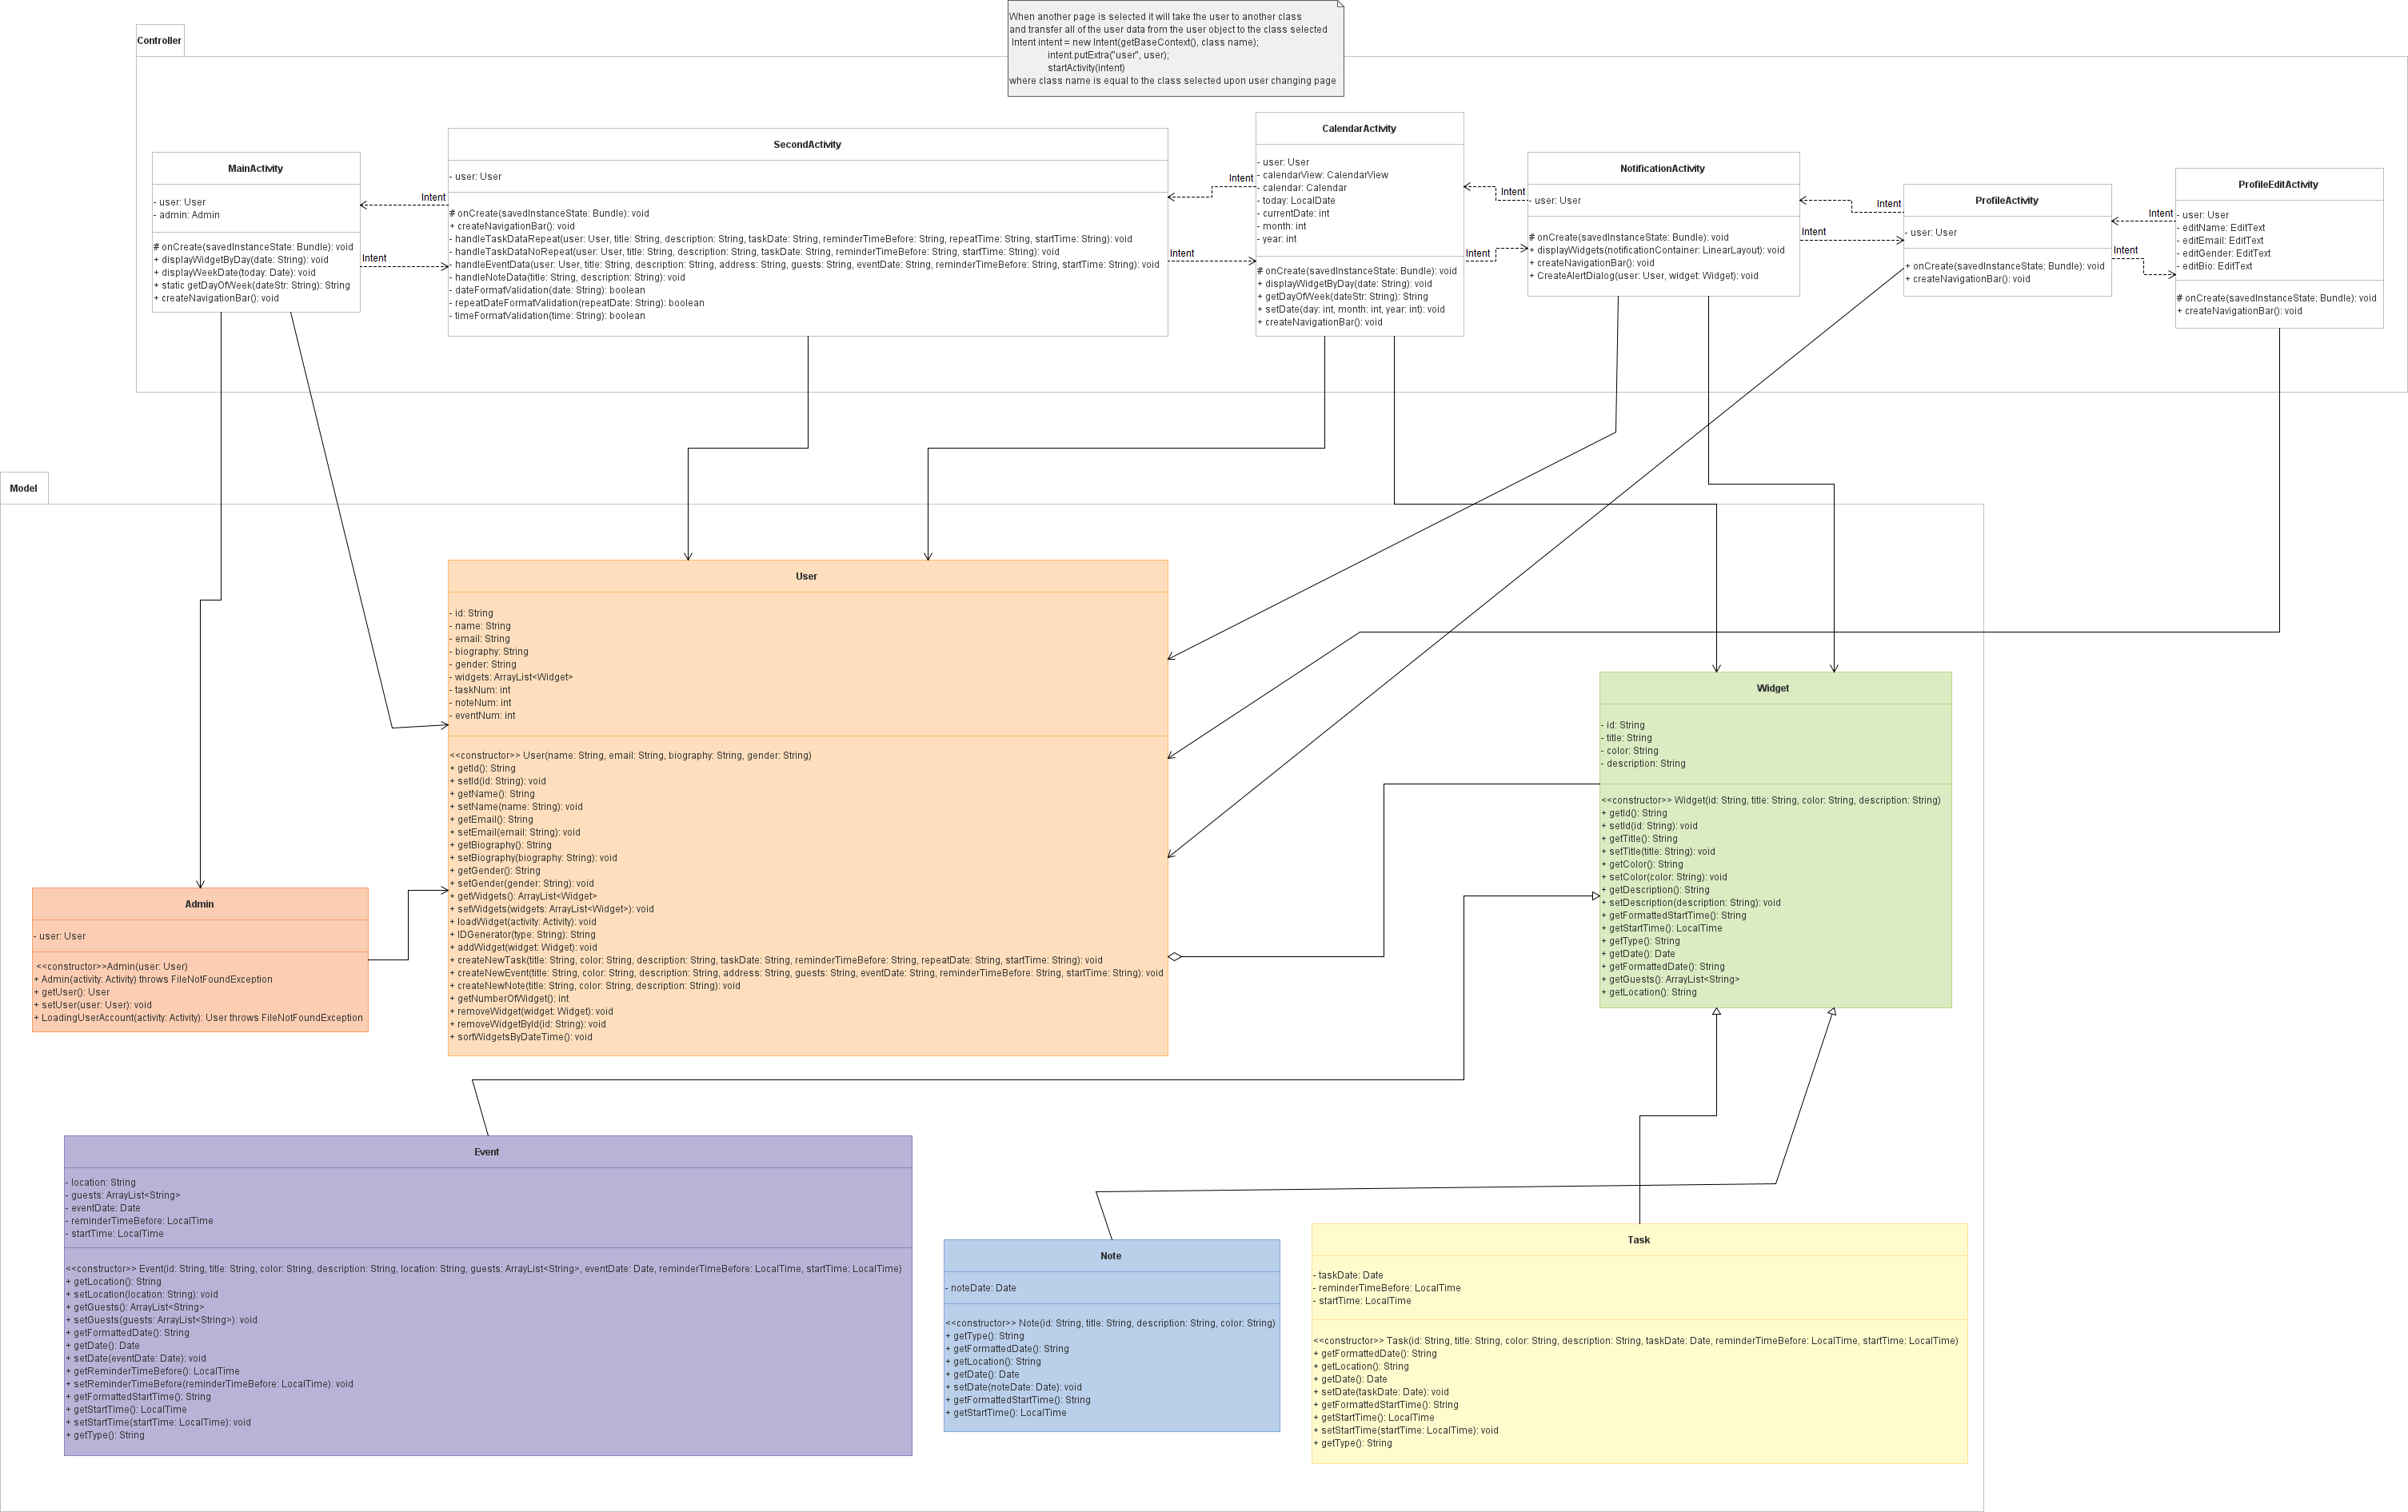 When another page is selected it will take the user to another class
and transfer all of the user data from the user object to the class selected
Intent intent = new Intent(getBaseContext(), class name);
intent.putExtra("user", user);
startActivity(intent)
where class name is equal to the class selected upon user changing page
Controller
MainActivity
- user: User
- admin: Admin
# onCreate(savedInstanceState: Bundle): void
+ displayWidgetByDay(date: String): void
+ displayWeekDate(today: Date): void
+ static getDayOfWeek(dateStr: String): String
+ createNavigationBar(): void
Intent
Intent
SecondActivity
- user: User
# onCreate(savedInstanceState: Bundle): void
+ createNavigationBar(): void
- handleTaskDataRepeat(user: User, title: String, description: String, taskDate: String, reminderTimeBefore: String, repeatTime: String, startTime: String): void
- handleTaskDataNoRepeat(user: User, title: String, description: String, taskDate: String, reminderTimeBefore: String, startTime: String): void
- handleEventData(user: User, title: String, description: String, address: String, guests: String, eventDate: String, reminderTimeBefore: String, startTime: String): void
- handleNoteData(title: String, description: String): void
- dateFormatValidation(date: String): boolean
- repeatDateFormatValidation(repeatDate: String): boolean
- timeFormatValidation(time: String): boolean
Intent
Intent
CalendarActivity
- user: User
- calendarView: CalendarView
- calendar: Calendar
- today: LocalDate
- currentDate: int
- month: int
- year: int
# onCreate(savedInstanceState: Bundle): void
+ displayWidgetByDay(date: String): void
+ getDayOfWeek(dateStr: String): String
+ setDate(day: int, month: int, year: int): void
+ createNavigationBar(): void
Intent
Intent
NotificationActivity
- user: User
# onCreate(savedInstanceState: Bundle): void
+ displayWidgets(notificationContainer: LinearLayout): void
+ createNavigationBar(): void
+ CreateAlertDialog(user: User, widget: Widget): void
Intent
Intent
ProfileActivity
- user: User
+ onCreate(savedInstanceState: Bundle): void
+ createNavigationBar(): void
Intent
Intent
ProfileEditActivity
- user: User
- editName: EditText
- editEmail: EditText
- editGender: EditText
- editBio: EditText
# onCreate(savedInstanceState: Bundle): void
+ createNavigationBar(): void
Model
User
- id: String
- name: String
- email: String
- biography: String
- gender: String
- widgets: ArrayList<Widget>
- taskNum: int
- noteNum: int
- eventNum: int
<<constructor>> User(name: String, email: String, biography: String, gender: String)
+ getId(): String
+ setId(id: String): void
+ getName(): String
+ setName(name: String): void
+ getEmail(): String
+ setEmail(email: String): void
+ getBiography(): String
+ setBiography(biography: String): void
+ getGender(): String
+ setGender(gender: String): void
+ getWidgets(): ArrayList<Widget>
+ setWidgets(widgets: ArrayList<Widget>): void
+ loadWidget(activity: Activity): void
+ IDGenerator(type: String): String
+ addWidget(widget: Widget): void
+ createNewTask(title: String, color: String, description: String, taskDate: String, reminderTimeBefore: String, repeatDate: String, startTime: String): void
+ createNewEvent(title: String, color: String, description: String, address: String, guests: String, eventDate: String, reminderTimeBefore: String, startTime: String): void
+ createNewNote(title: String, color: String, description: String): void
+ getNumberOfWidget(): int
+ removeWidget(widget: Widget): void
+ removeWidgetById(id: String): void
+ sortWidgetsByDateTime(): void
Widget
- id: String
- title: String
- color: String
- description: String
<<constructor>> Widget(id: String, title: String, color: String, description: String)
+ getId(): String
+ setId(id: String): void
+ getTitle(): String
+ setTitle(title: String): void
+ getColor(): String
+ setColor(color: String): void
+ getDescription(): String
+ setDescription(description: String): void
+ getFormattedStartTime(): String
+ getStartTime(): LocalTime
+ getType(): String
+ getDate(): Date
+ getFormattedDate(): String
+ getGuests(): ArrayList<String>
+ getLocation(): String
Admin
- user: User
<<constructor>>Admin(user: User)
+ Admin(activity: Activity) throws FileNotFoundException
+ getUser(): User
+ setUser(user: User): void
+ LoadingUserAccount(activity: Activity): User throws FileNotFoundException
Event
- location: String
- guests: ArrayList<String>
- eventDate: Date
- reminderTimeBefore: LocalTime
- startTime: LocalTime
<<constructor>> Event(id: String, title: String, color: String, description: String, location: String, guests: ArrayList<String>, eventDate: Date, reminderTimeBefore: LocalTime, startTime: LocalTime)
+ getLocation(): String
+ setLocation(location: String): void
+ getGuests(): ArrayList<String>
+ setGuests(guests: ArrayList<String>): void
+ getFormattedDate(): String
+ getDate(): Date
+ setDate(eventDate: Date): void
+ getReminderTimeBefore(): LocalTime
+ setReminderTimeBefore(reminderTimeBefore: LocalTime): void
+ getFormattedStartTime(): String
+ getStartTime(): LocalTime
+ setStartTime(startTime: LocalTime): void
+ getType(): String
Note
- noteDate: Date
<<constructor>> Note(id: String, title: String, description: String, color: String)
+ getType(): String
+ getFormattedDate(): String
+ getLocation(): String
+ getDate(): Date
+ setDate(noteDate: Date): void
+ getFormattedStartTime(): String
+ getStartTime(): LocalTime
Task
- taskDate: Date
- reminderTimeBefore: LocalTime
- startTime: LocalTime
<<constructor>> Task(id: String, title: String, color: String, description: String, taskDate: Date, reminderTimeBefore: LocalTime, startTime: LocalTime)
+ getFormattedDate(): String
+ getLocation(): String
+ getDate(): Date
+ setDate(taskDate: Date): void
+ getFormattedStartTime(): String
+ getStartTime(): LocalTime
+ setStartTime(startTime: LocalTime): void
+ getType(): String